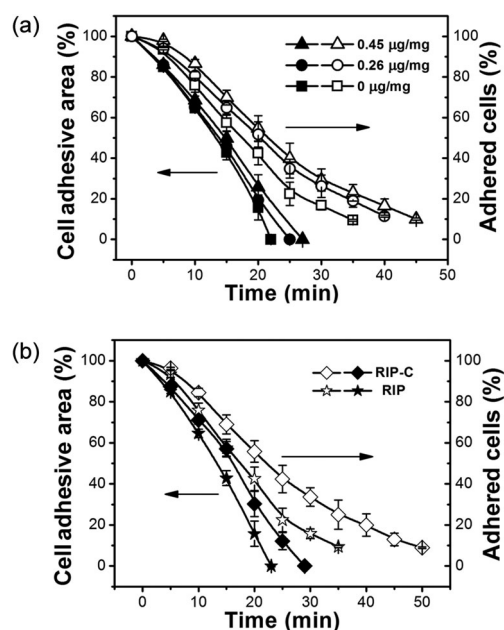 (a)
Cell adhesive area (%)
100
80
60
40
20
0
0.45 μg/mg
0.26 μg/mg
0 μg/mg
100
80
60
40
20
0
Adhered cells (%)
0 10 20 30 40 50
Time (min)
(b)
Cell adhesive area (%)
100
80
60
40
20
0
RIP-C
RIP
100
80
60
40
20
0
Adhered cells (%)
0 10 20 30 40 50
Time (min)